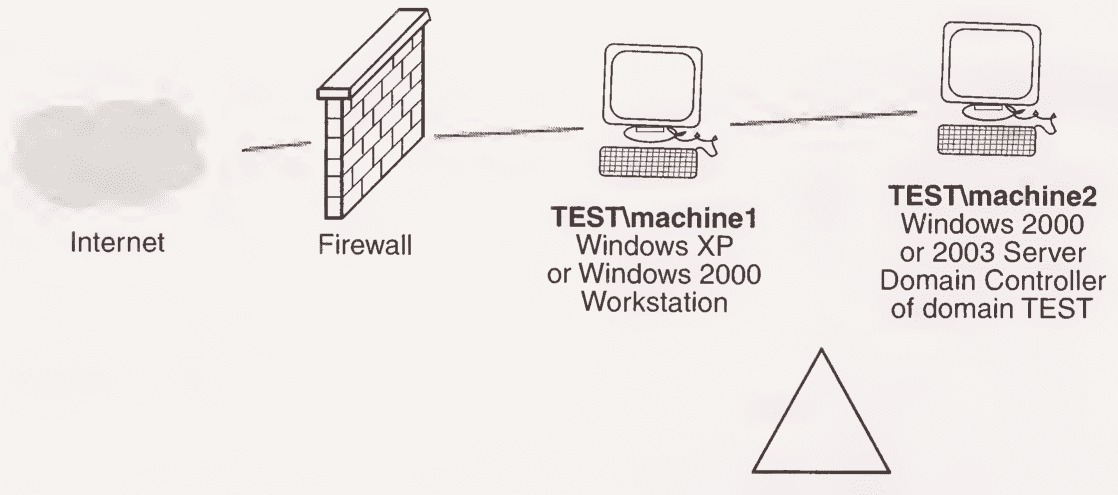 Internet
Firewall
TEST\machine1
Windows XP
or Windows 2000
Workstation
TEST\machine2
Windows 2000
or 2003 Server
Domain Controller
of domain TEST